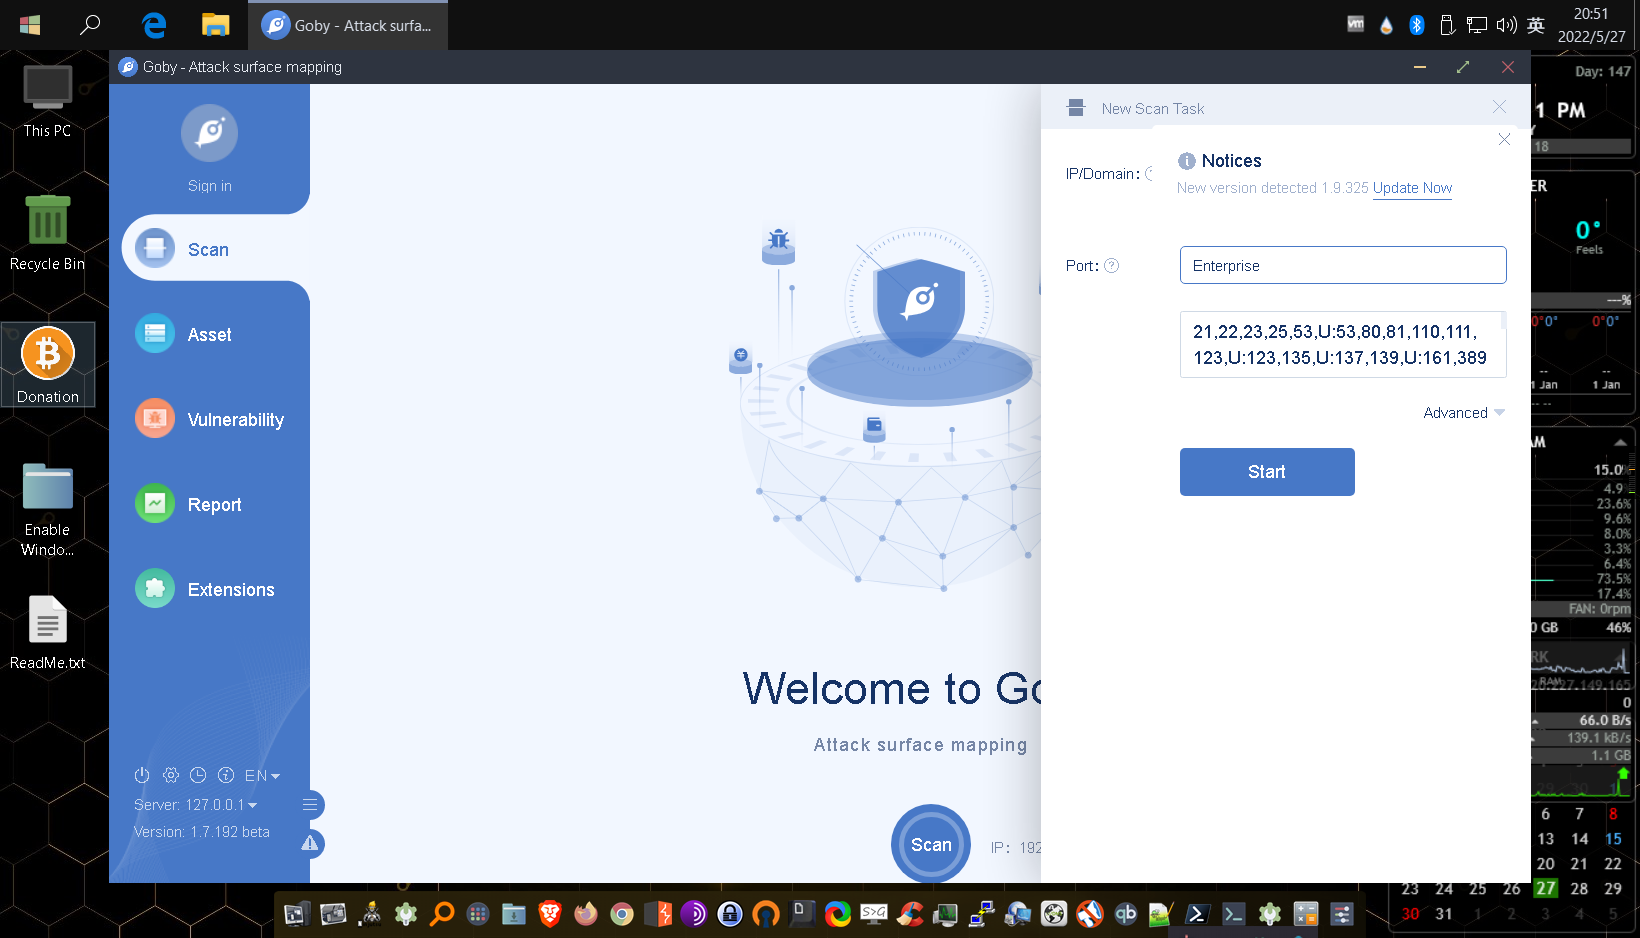 Goby - Attack surfa...
英
20:51
2022/5/27
Goby - Attack surface mapping
This PC
Recycle Bin
Donation
Enable
Windo...
ReadMe.txt
Sign in
Scan
Asset
Vulnerability
Report
Extensions
EN
Server: 127.0.0.1
Version: 1.7.192 beta
Welcome to Go
Attack surface mapping
Scan
IP: 192
New Scan Task
IP/Domain:
Notices
New version detected 1.9.325 Update Now
Port:
Enterprise
21,22,23,25,53,U:53,80,81,110,111,
123,U:123,135,U:137,139,U:161,389
Advanced
Start
Day: 147
1 PM
18
ER
0°
Feels
---%
0°0° 0°0°
-- --
1 Jan 1 Jan
-- --
AM
15.0
4.9
23.6%
9.6%
8.0%
3.3%
6.4%
73.5%
17.4%
FAN: 0rpm
0 GB 46%
RK
RAM
0
66.0 B/s
139.1 kB/s
1.1 GB
6 7 8
13 14 15
20 21 22
23 24 25 26 27 28 29
30 31 1 2 3 4 5